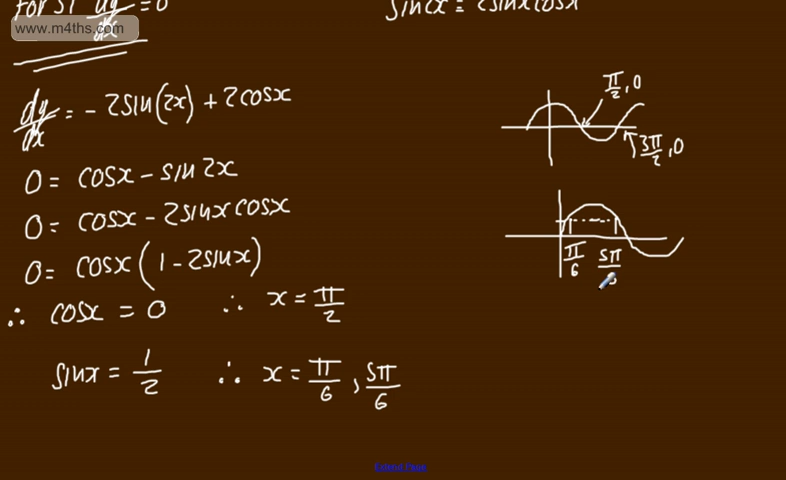 For SP dy/dx = 0
sin2x = 2sinxcosx
www.m4ths.com
dy/dx = - 2sin(2x) + 2cosx
0 = cosx - sin2x
0 = cosx - 2sinxcosx
0 = cosx (1 - 2sinx)
∴ cosx = 0 ∴ x = π/2
sinx = 1/2 ∴ x = π/6, 5π/6
π/2, 0
3π/2, 0
π/6 5π/